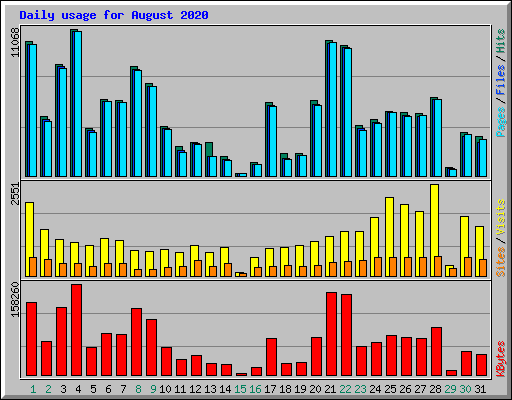 Daily usage for August 2020
11068
Pages / Files / Hits
2551
Sites / Visits
158260
KBytes
1 2 3 4 5 6 7 8 9 10 11 12 13 14 15 16 17 18 19 20 21 22 23 24 25 26 27 28 29 30 31